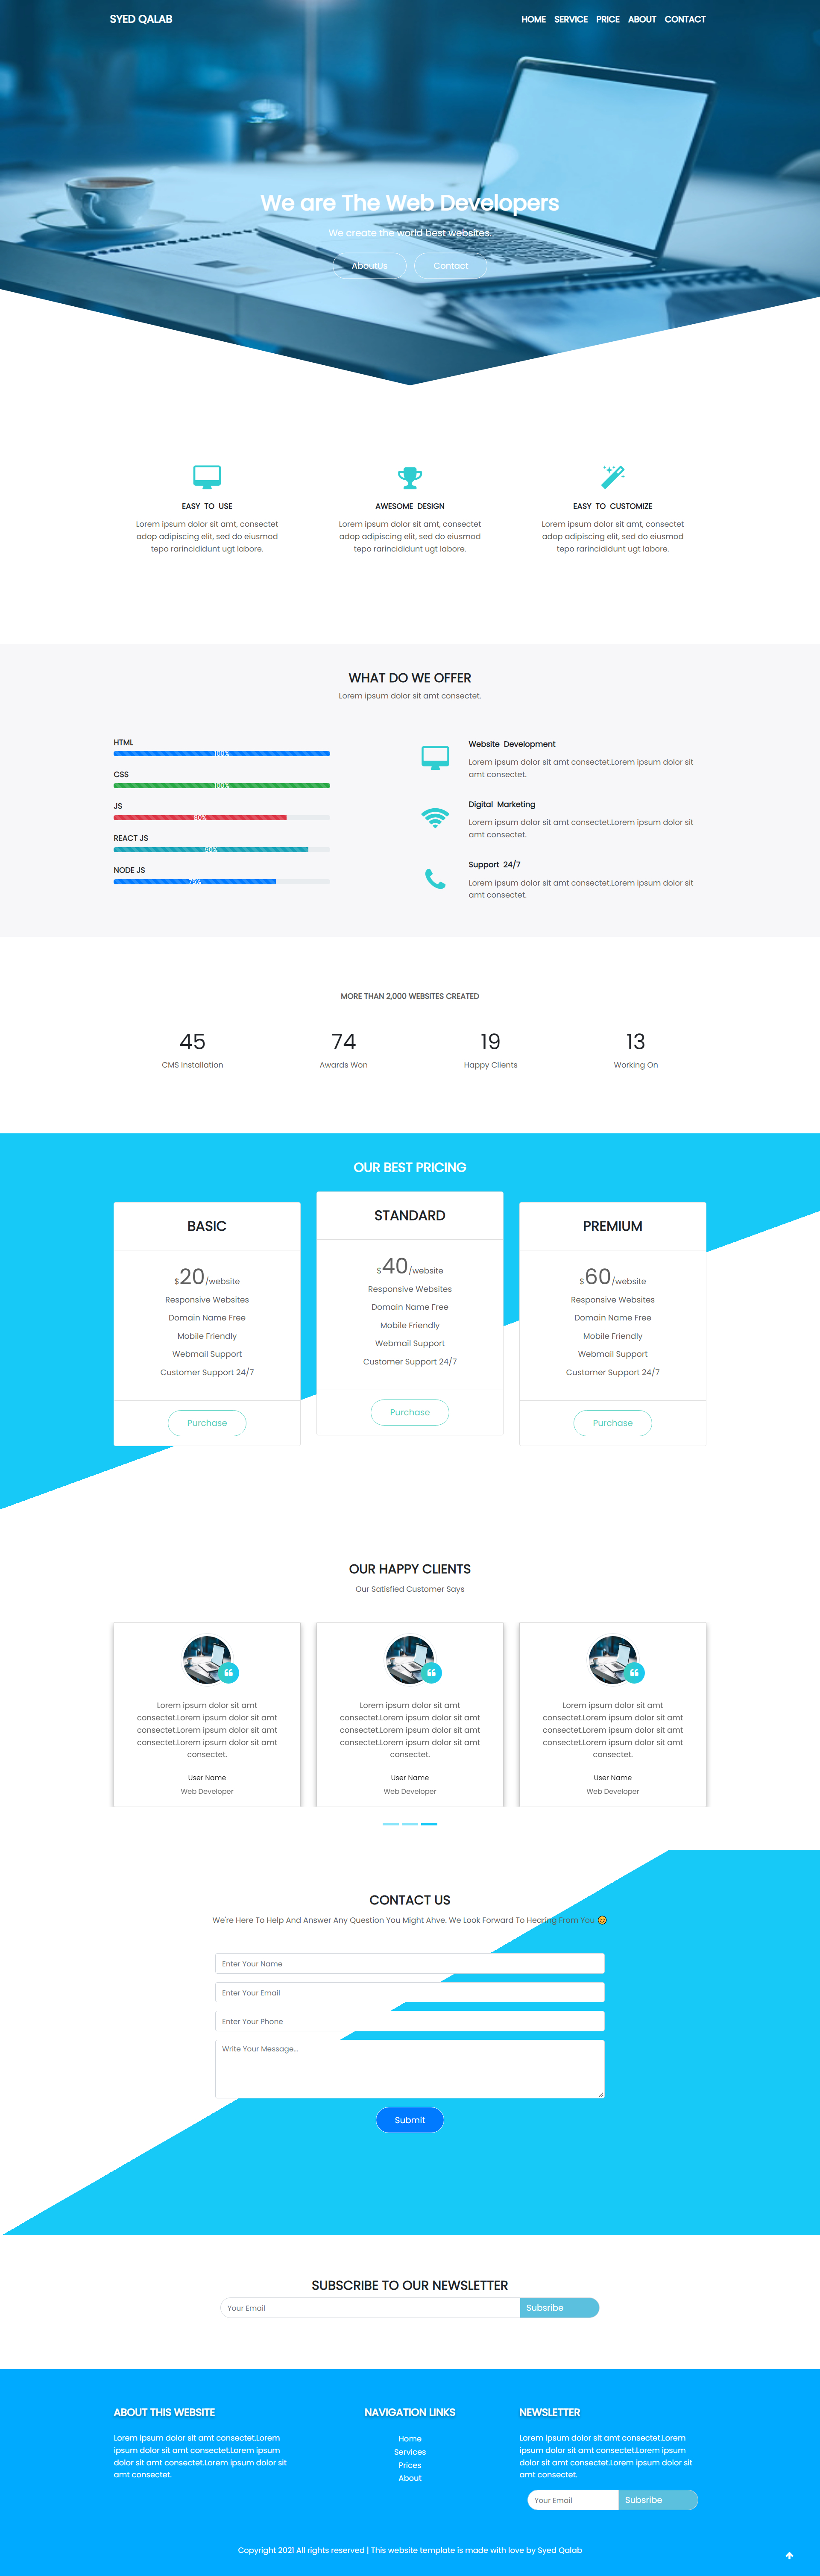 SYED QALAB
HOME SERVICE PRICE ABOUT CONTACT
We are The Web Developers
We create the world best websites.
AboutUs Contact
EASY TO USE
Lorem ipsum dolor sit amt, consectet
adop adipiscing elit, sed do eiusmod
tepo rarincididunt ugt labore.
AWESOME DESIGN
Lorem ipsum dolor sit amt, consectet
adop adipiscing elit, sed do eiusmod
tepo rarincididunt ugt labore.
EASY TO CUSTOMIZE
Lorem ipsum dolor sit amt, consectet
adop adipiscing elit, sed do eiusmod
tepo rarincididunt ugt labore.
WHAT DO WE OFFER
Lorem ipsum dolor sit amt consectet.
HTML
100%
CSS
100%
JS
80%
REACT JS
90%
NODE JS
75%
Website Development
Lorem ipsum dolor sit amt consectet.Lorem ipsum dolor sit
amt consectet.
Digital Marketing
Lorem ipsum dolor sit amt consectet.Lorem ipsum dolor sit
amt consectet.
Support 24/7
Lorem ipsum dolor sit amt consectet.Lorem ipsum dolor sit
amt consectet.
MORE THAN 2,000 WEBSITES CREATED
45
CMS Installation
74
Awards Won
19
Happy Clients
13
Working On
OUR BEST PRICING
BASIC
$20/website
Responsive Websites
Domain Name Free
Mobile Friendly
Webmail Support
Customer Support 24/7
Purchase
STANDARD
$40/website
Responsive Websites
Domain Name Free
Mobile Friendly
Webmail Support
Customer Support 24/7
Purchase
PREMIUM
$60/website
Responsive Websites
Domain Name Free
Mobile Friendly
Webmail Support
Customer Support 24/7
Purchase
OUR HAPPY CLIENTS
Our Satisfied Customer Says
Lorem ipsum dolor sit amt
consectet.Lorem ipsum dolor sit amt
consectet.Lorem ipsum dolor sit amt
consectet.Lorem ipsum dolor sit amt
consectet.
User Name
Web Developer
Lorem ipsum dolor sit amt
consectet.Lorem ipsum dolor sit amt
consectet.Lorem ipsum dolor sit amt
consectet.Lorem ipsum dolor sit amt
consectet.
User Name
Web Developer
Lorem ipsum dolor sit amt
consectet.Lorem ipsum dolor sit amt
consectet.Lorem ipsum dolor sit amt
consectet.Lorem ipsum dolor sit amt
consectet.
User Name
Web Developer
CONTACT US
We're Here To Help And Answer Any Question You Might Ahve. We Look Forward To Hearing From You 😊
Enter Your Name
Enter Your Email
Enter Your Phone
Write Your Message...
Submit
SUBSCRIBE TO OUR NEWSLETTER
Your Email Subsribe
ABOUT THIS WEBSITE
Lorem ipsum dolor sit amt consectet.Lorem
ipsum dolor sit amt consectet.Lorem ipsum
dolor sit amt consectet.Lorem ipsum dolor sit
amt consectet.
NAVIGATION LINKS
Home
Services
Prices
About
NEWSLETTER
Lorem ipsum dolor sit amt consectet.Lorem
ipsum dolor sit amt consectet.Lorem ipsum
dolor sit amt consectet.Lorem ipsum dolor sit
amt consectet.
Your Email Subsribe
Copyright 2021 All rights reserved | This website template is made with love by Syed Qalab